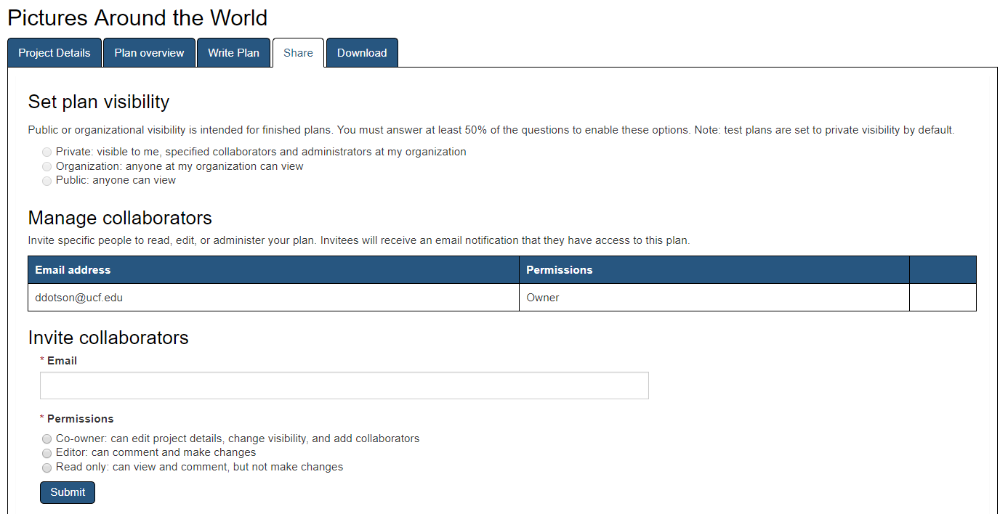 Pictures Around the World
Project Details
Plan overview
Write Plan
Share
Download
Set plan visibility
Public or organizational visibility is intended for finished plans. You must answer at least 50% of the questions to enable these options. Note: test plans are set to private visibility by default.
Private: visible to me, specified collaborators and administrators at my organization
Organization: anyone at my organization can view
Public: anyone can view
Manage collaborators
Invite specific people to read, edit, or administer your plan. Invitees will receive an email notification that they have access to this plan.
Email address Permissions
ddotson@ucf.edu Owner
Invite collaborators
* Email
* Permissions
Co-owner: can edit project details, change visibility, and add collaborators
Editor: can comment and make changes
Read only: can view and comment, but not make changes
Submit